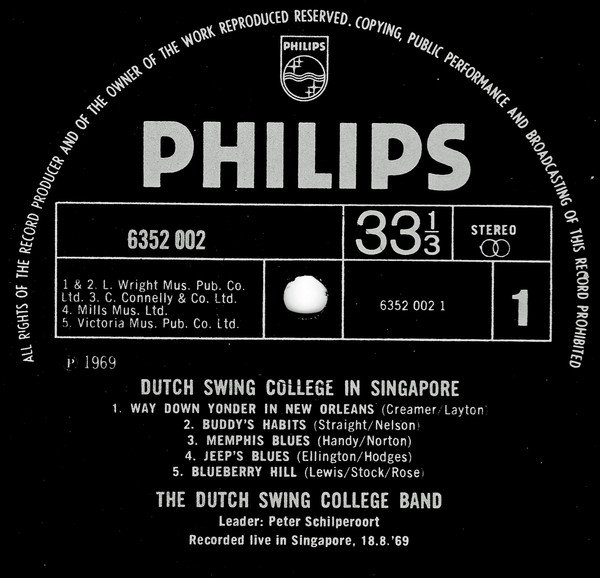 ALL RIGHTS OF THE RECORD PRODUCER AND OF THE OWNER OF THE WORK REPRODUCED RESERVED. COPYING, PUBLIC PERFORMANCE AND BROADCASTING OF THIS RECORD PROHIBITED
PHILIPS
PHILIPS
6352 002
33 1/3
STEREO
1 & 2. L. Wright Mus. Pub. Co.
Ltd. 3. C. Connelly & Co. Ltd.
4. Mills Mus. Ltd.
5. Victoria Mus. Pub. Co. Ltd.
6352 002 1
1
P 1969
DUTCH SWING COLLEGE IN SINGAPORE
1. WAY DOWN YONDER IN NEW ORLEANS (Creamer/Layton)
2. BUDDY'S HABITS (Straight/Nelson)
3. MEMPHIS BLUES (Handy/Norton)
4. JEEP'S BLUES (Ellington/Hodges)
5. BLUEBERRY HILL (Lewis/Stock/Rose)
THE DUTCH SWING COLLEGE BAND
Leader: Peter Schilperoort
Recorded live in Singapore, 18.8.'69